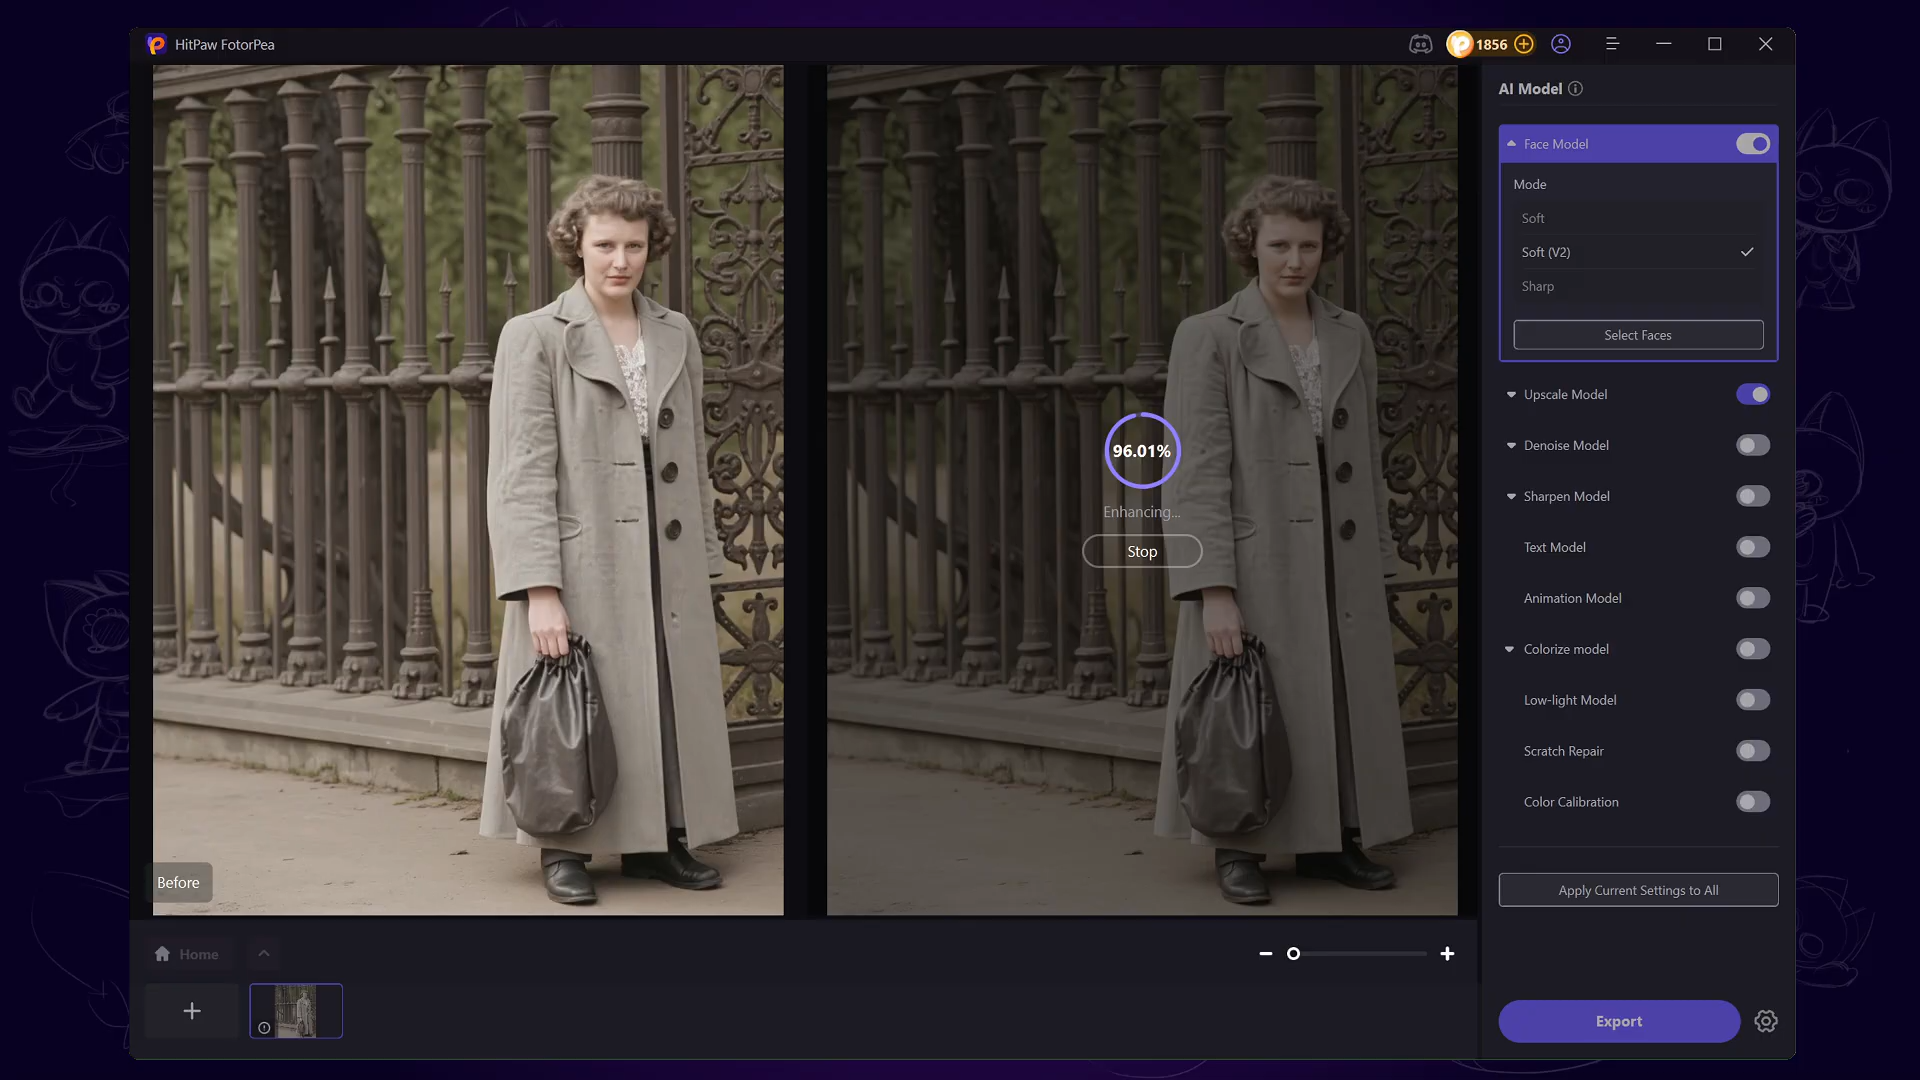 HitPaw FotorPea
1856
AI Model
Face Model
Mode
Soft
Soft (V2)
Sharp
Select Faces
Upscale Model
Denoise Model
Sharpen Model
Text Model
Animation Model
Colorize model
Low-light Model
Scratch Repair
Color Calibration
Apply Current Settings to All
Export
96.01%
Enhancing...
Stop
Before
Home